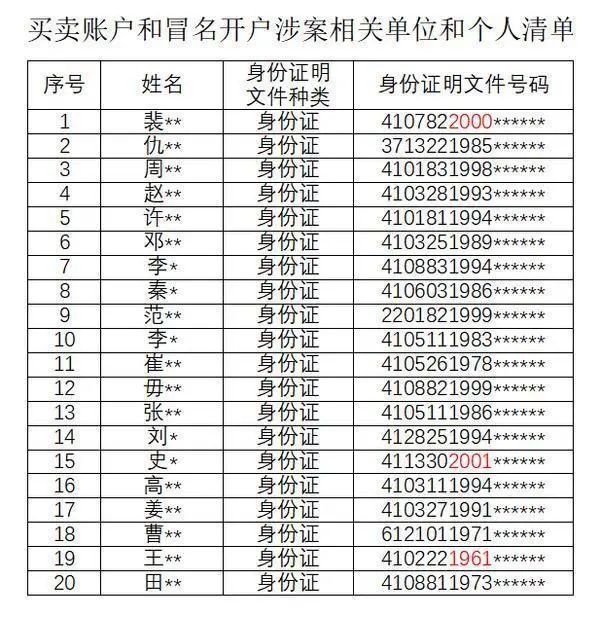 买卖账户和冒名开户涉案相关单位和个人清单
序号 姓名 身份证明文件种类 身份证明文件号码
1 裴** 身份证 4107822000******
2 仇** 身份证 3713221985******
3 周** 身份证 4101831998******
4 赵** 身份证 4103281993******
5 许** 身份证 4101811994******
6 邓** 身份证 4103251989******
7 李* 身份证 4108831994******
8 秦* 身份证 4106031986******
9 范** 身份证 2201821999******
10 李* 身份证 4105111983******
11 崔** 身份证 4105261978******
12 毋** 身份证 4108821999******
13 张** 身份证 4105111986******
14 刘* 身份证 4128251994******
15 史* 身份证 4113302001******
16 高** 身份证 4103111994******
17 姜** 身份证 4103271991******
18 曹** 身份证 6121011971******
19 王** 身份证 4102221961******
20 田** 身份证 4108811973******